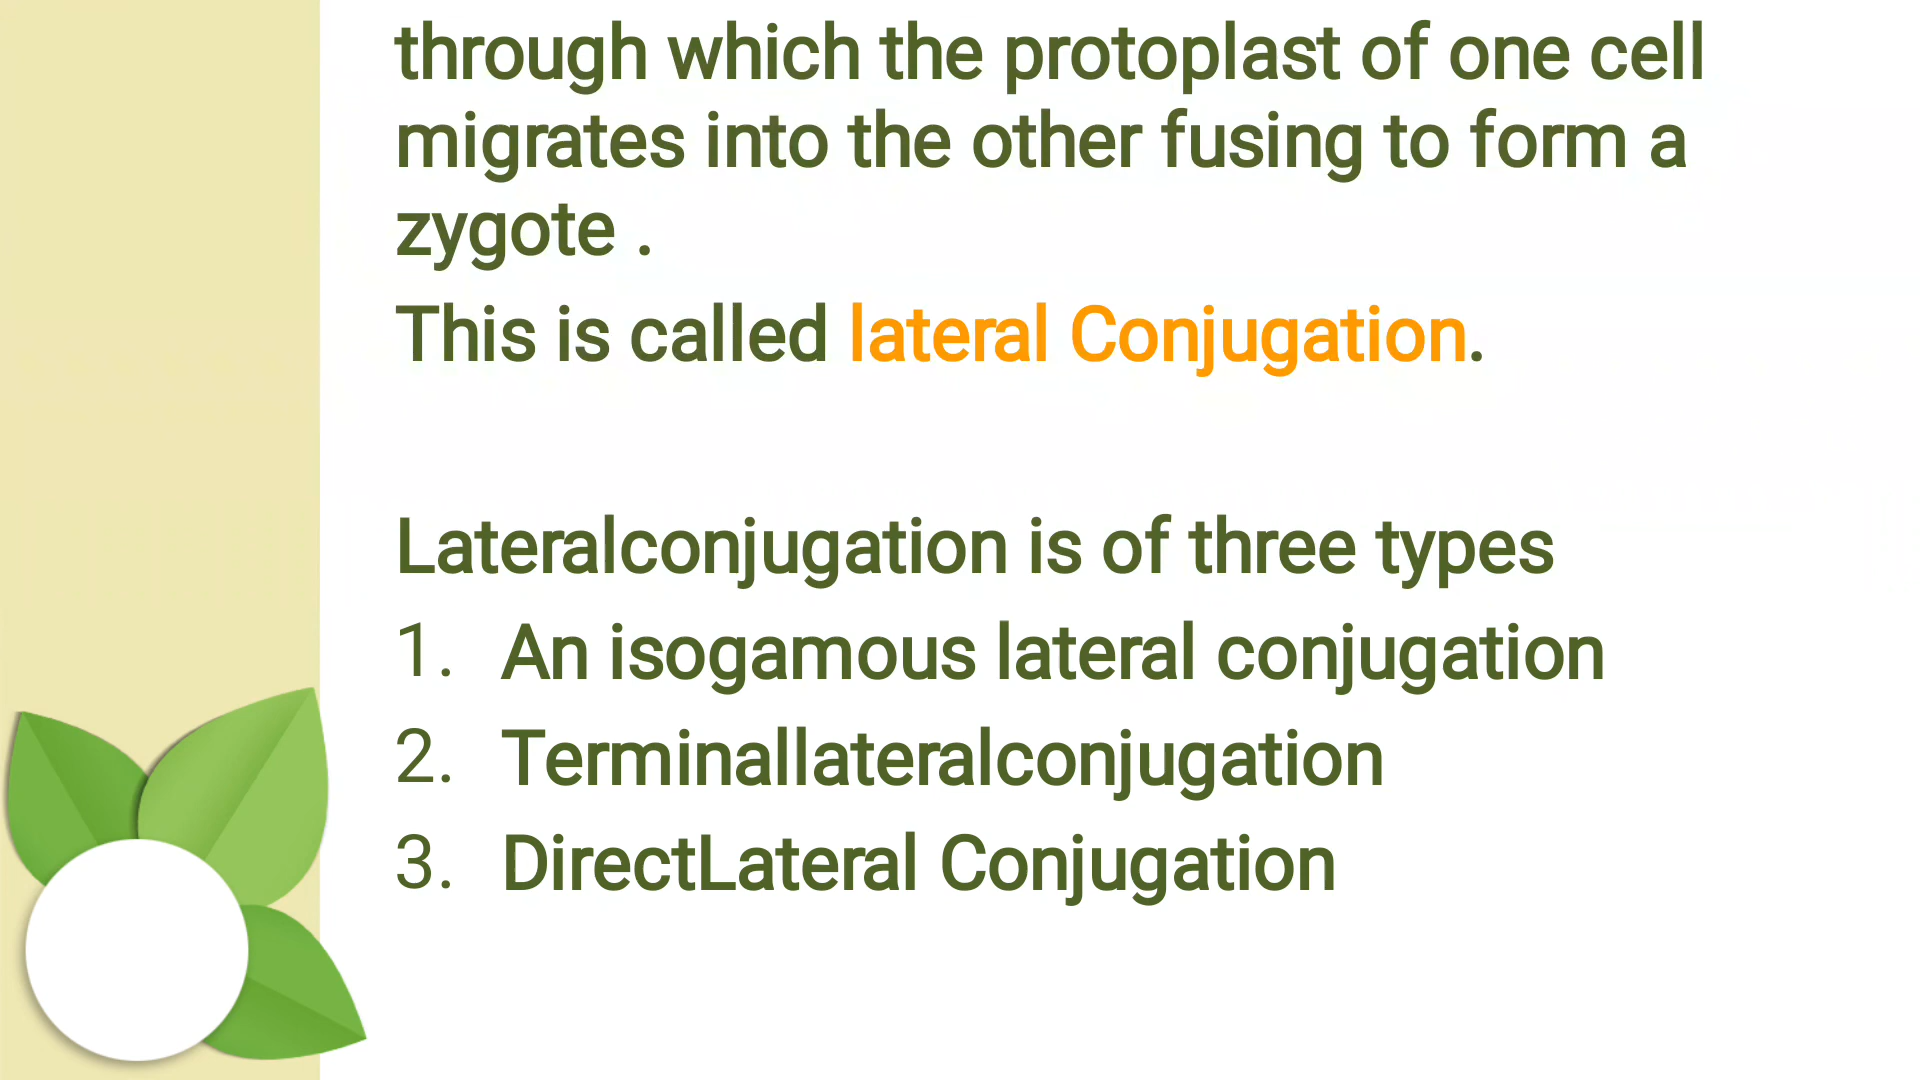 through which the protoplast of one cell
migrates into the other fusing to form a
zygote .
This is called lateral Conjugation.
Lateralconjugation is of three types
1. An isogamous lateral conjugation
2. Terminallateralconjugation
3. DirectLateral Conjugation